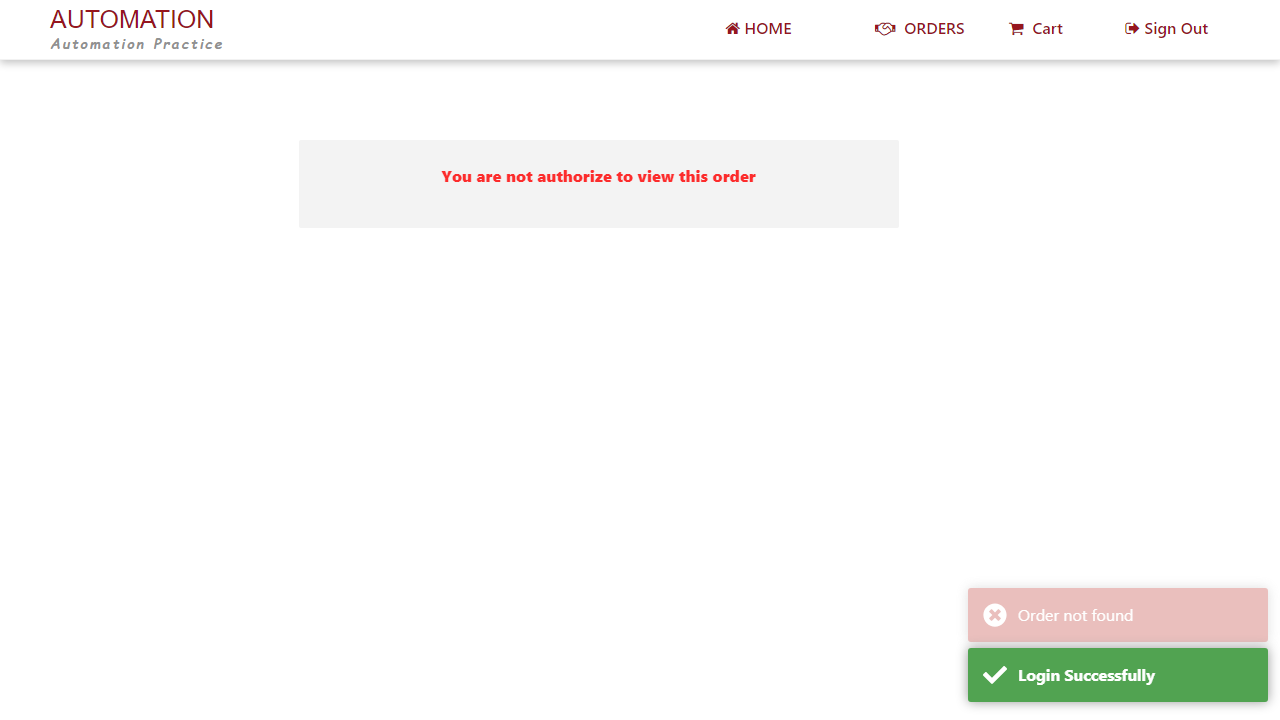 AUTOMATION
Automation Practice
HOME
ORDERS
Cart
Sign Out
You are not authorize to view this order
Order not found
Login Successfully